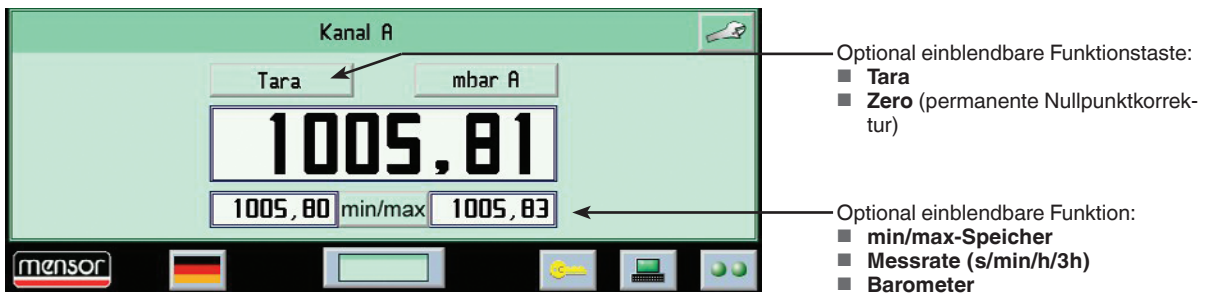 Kanal A
Tara
mbar A
1005,81
1005,80 min/max 1005,83
mensor
Optional einblendbare Funktionstaste:
■ Tara
■ Zero (permanente Nullpunktkorrek-
tur)
Optional einblendbare Funktion:
■ min/max-Speicher
■ Messrate (s/min/h/3h)
■ Barometer